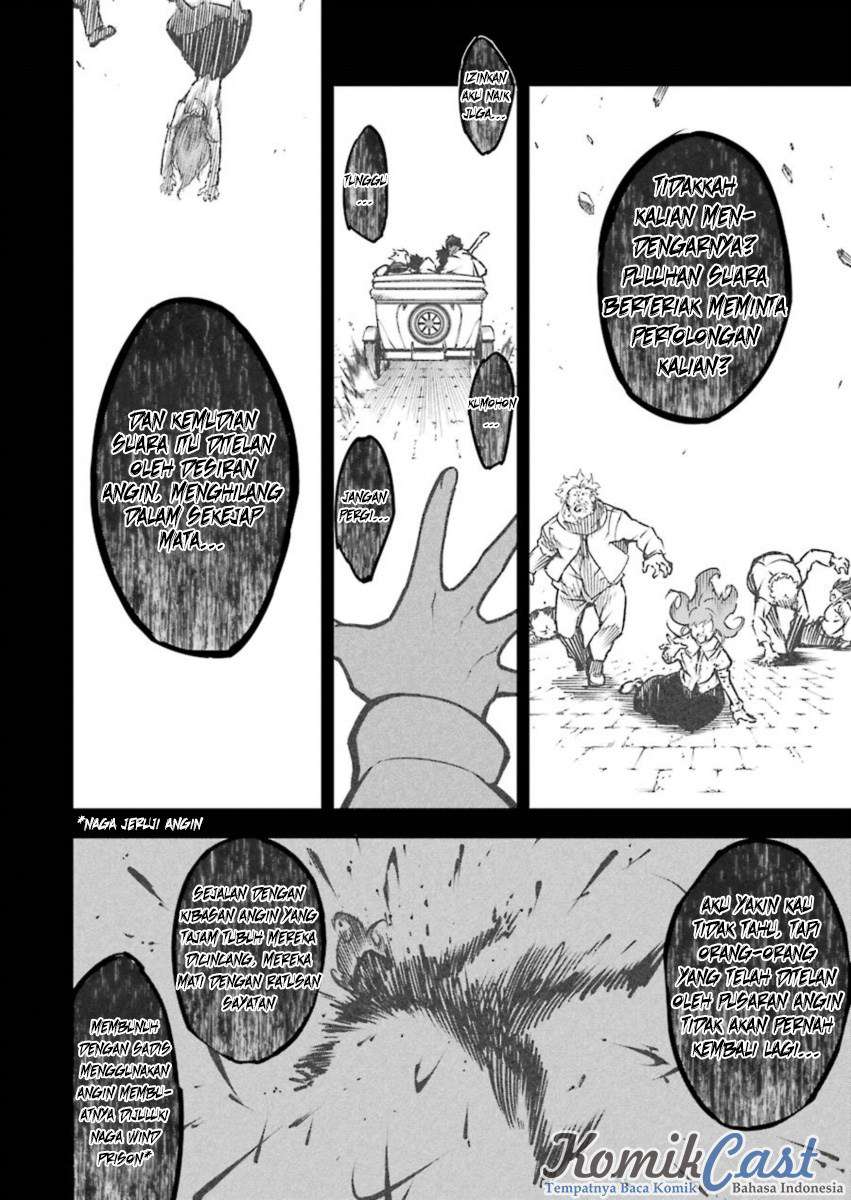 TIDAKKAH
KALIAN MEN-
DENGARNYA?
PULUHAN SUARA
BERTERIAK MEMINTA
PERTOLONGAN
KALIAN?
IZINKAN
AKU NAIK
JUGA...
TUNGGU
...
KUMOHON
...
JANGAN
PERGI...
DAN KEMUDIAN
SUARA ITU DITELAN
OLEH DESIRAN
ANGIN, MENGHILANG
DALAM SEKEJAP
MATA...
*NAGA JERUJI ANGIN
AKU YAKIN KAU
TIDAK TAHU, TAPI
ORANG-ORANG
YANG TELAH DITELAN
OLEH PUSARAN ANGIN
TIDAK AKAN PERNAH
KEMBALI LAGI...
SEJALAN DENGAN
KIBASAN ANGIN YANG
TAJAM TUBUH MEREKA
DICINCANG, MEREKA
MATI DENGAN RATUSAN
SAYATAN
MEMBUNUH
DENGAN SADIS
MENGGUNAKAN
ANGIN MEMBU-
ATNYA DIJULUKI
NAGA WIND
PRISON*
KomikCast
Tempatnya Baca Komik Bahasa Indonesia